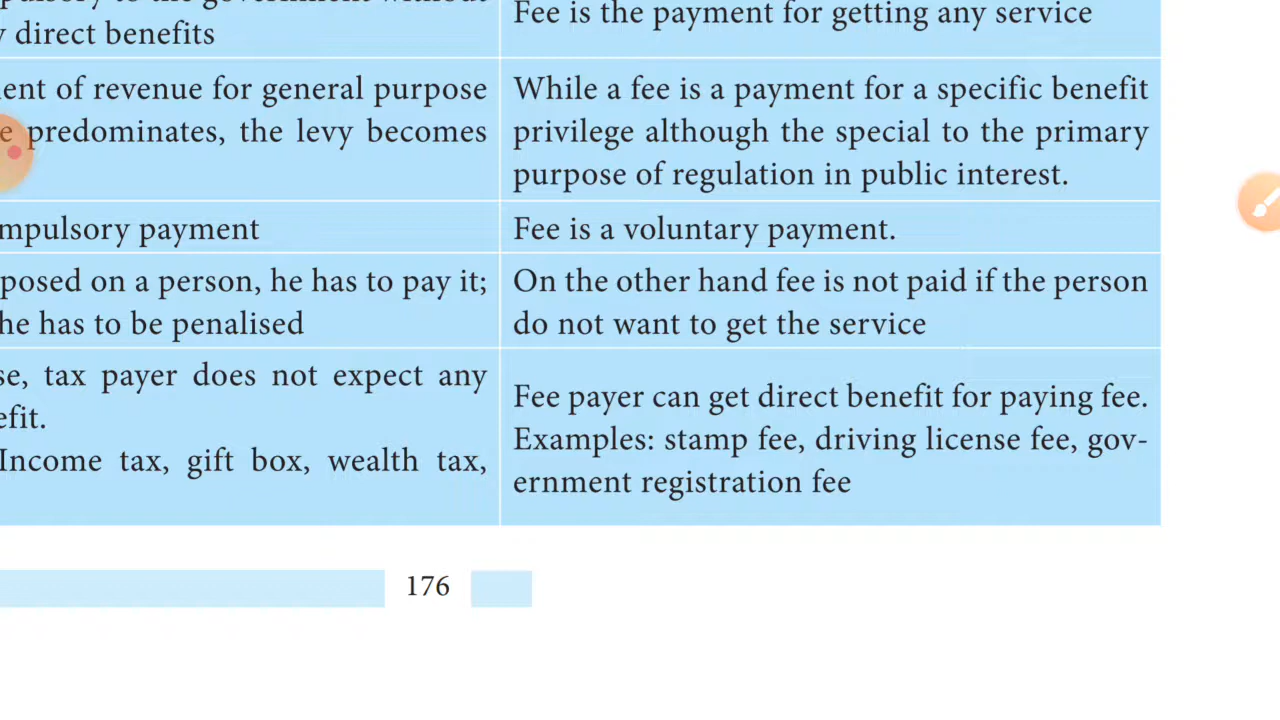 direct benefits
Fee is the payment for getting any service
of revenue for general purpose
predominates, the levy becomes
While a fee is a payment for a specific benefit
privilege although the special to the primary
purpose of regulation in public interest.
payment
Fee is a voluntary payment.
on a person, he has to pay it;
he has to be penalised
On the other hand fee is not paid if the person
do not want to get the service
tax payer does not expect any
Fee payer can get direct benefit for paying fee.
Examples: stamp fee, driving license fee, gov-
ernment registration fee
Income tax, gift box, wealth tax,
176